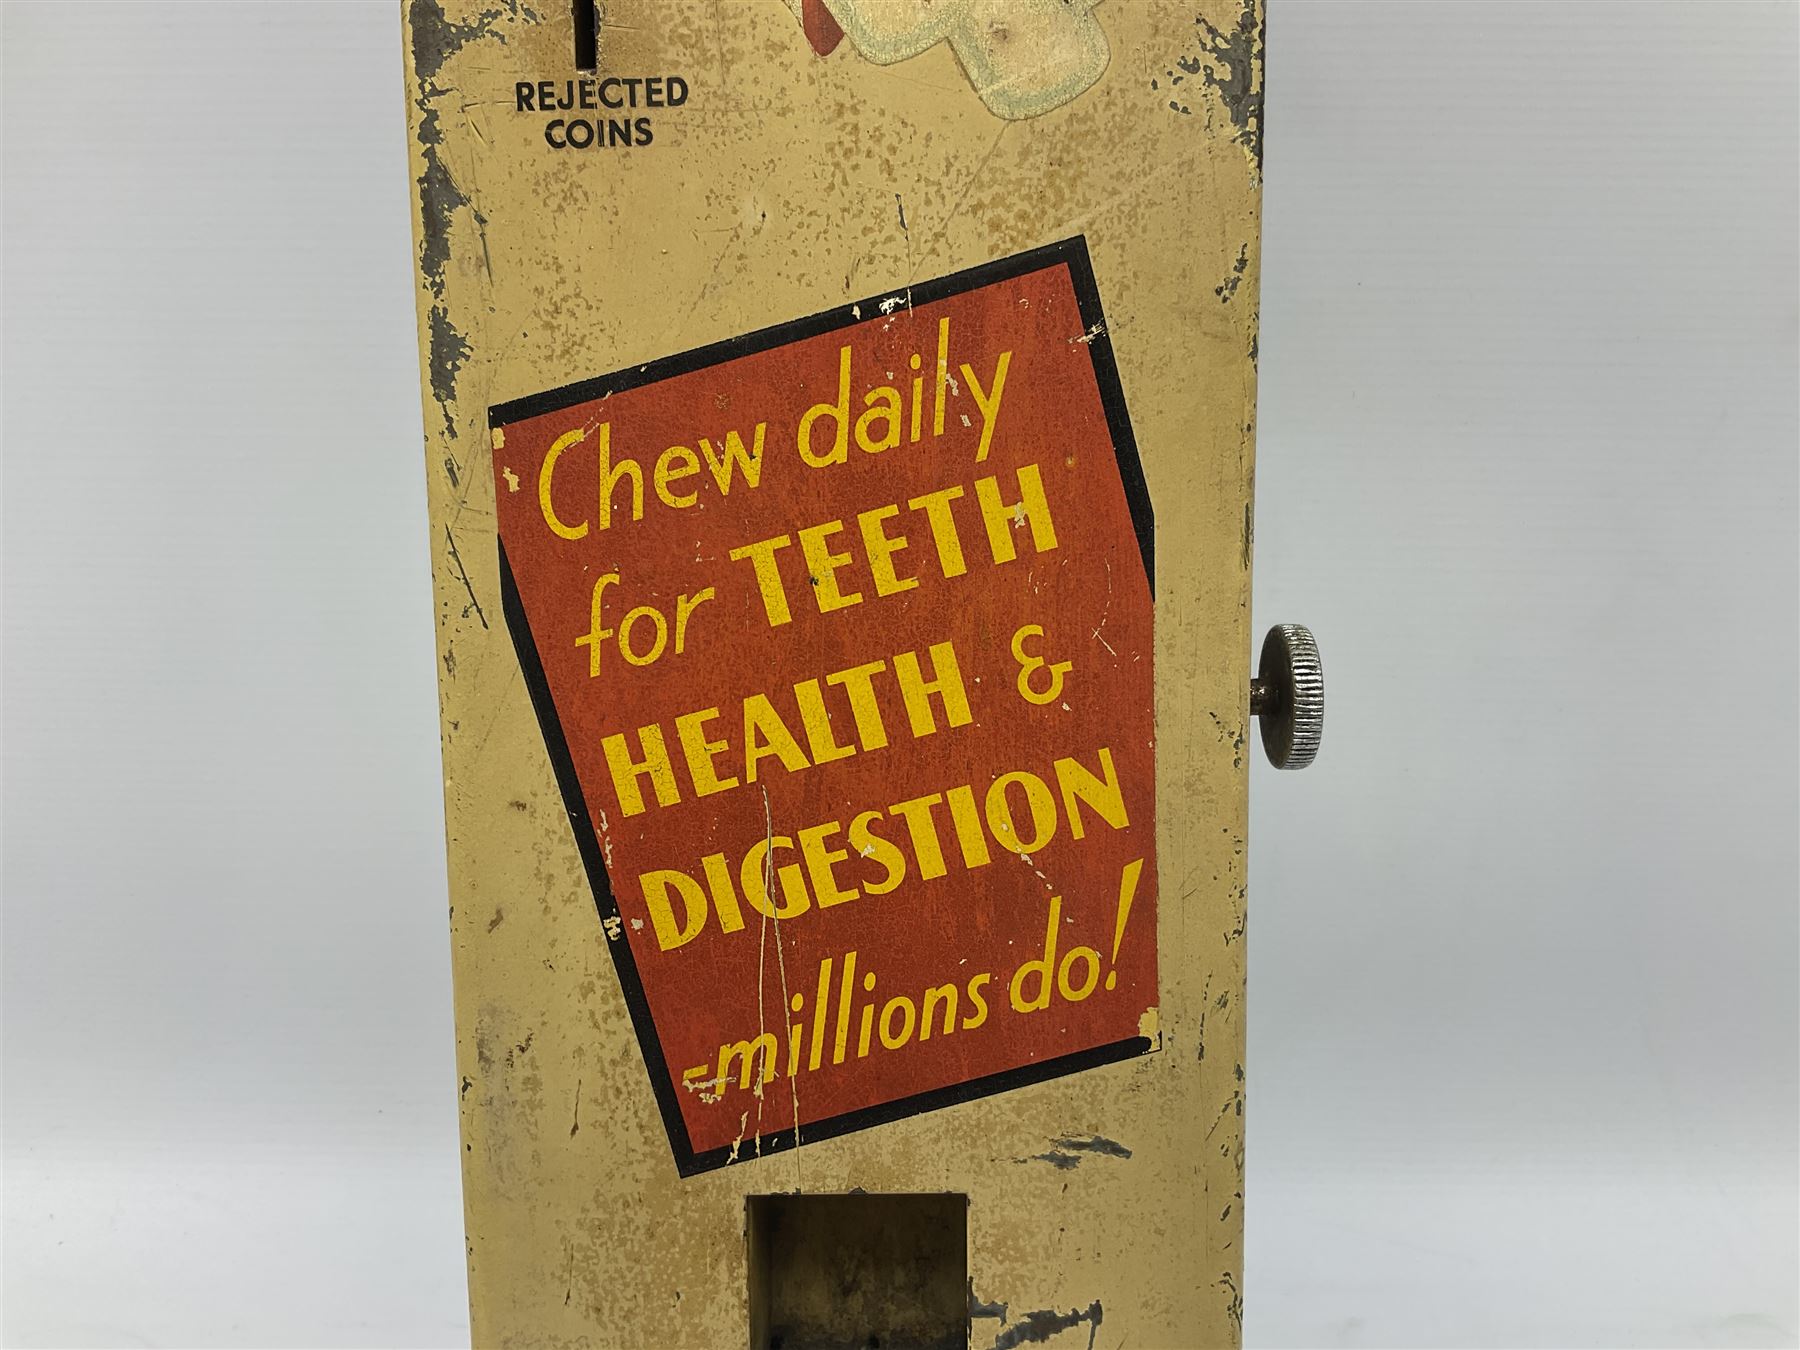 REJECTED
COINS
Chew daily
for TEETH
HEALTH &
DIGESTION
-millions do!